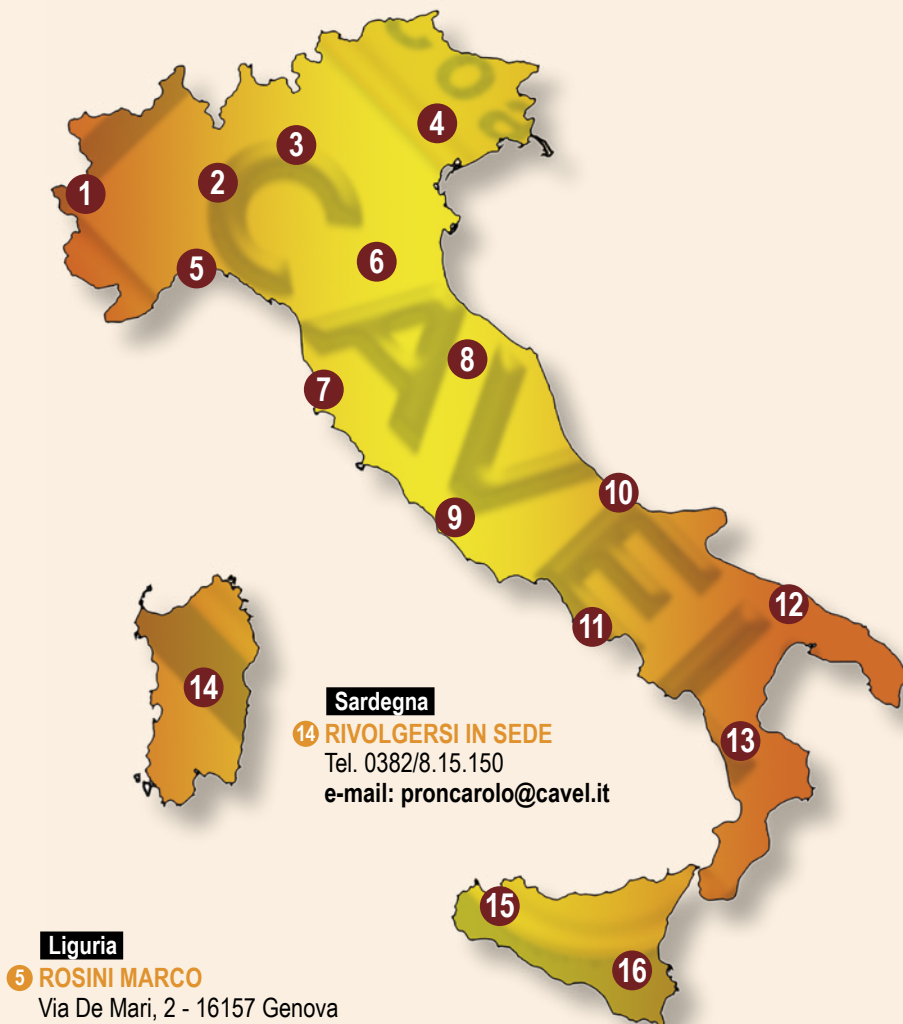 CO
4
3
2
1
C
6
5
A
8
7
V
10
9
E
12
11
14
Sardegna
14 RIVOLGERSI IN SEDE
Tel. 0382/8.15.150
e-mail: proncarolo@cavel.it
13
15
16
Liguria
5 ROSINI MARCO
Via De Mari, 2 - 16157 Genova